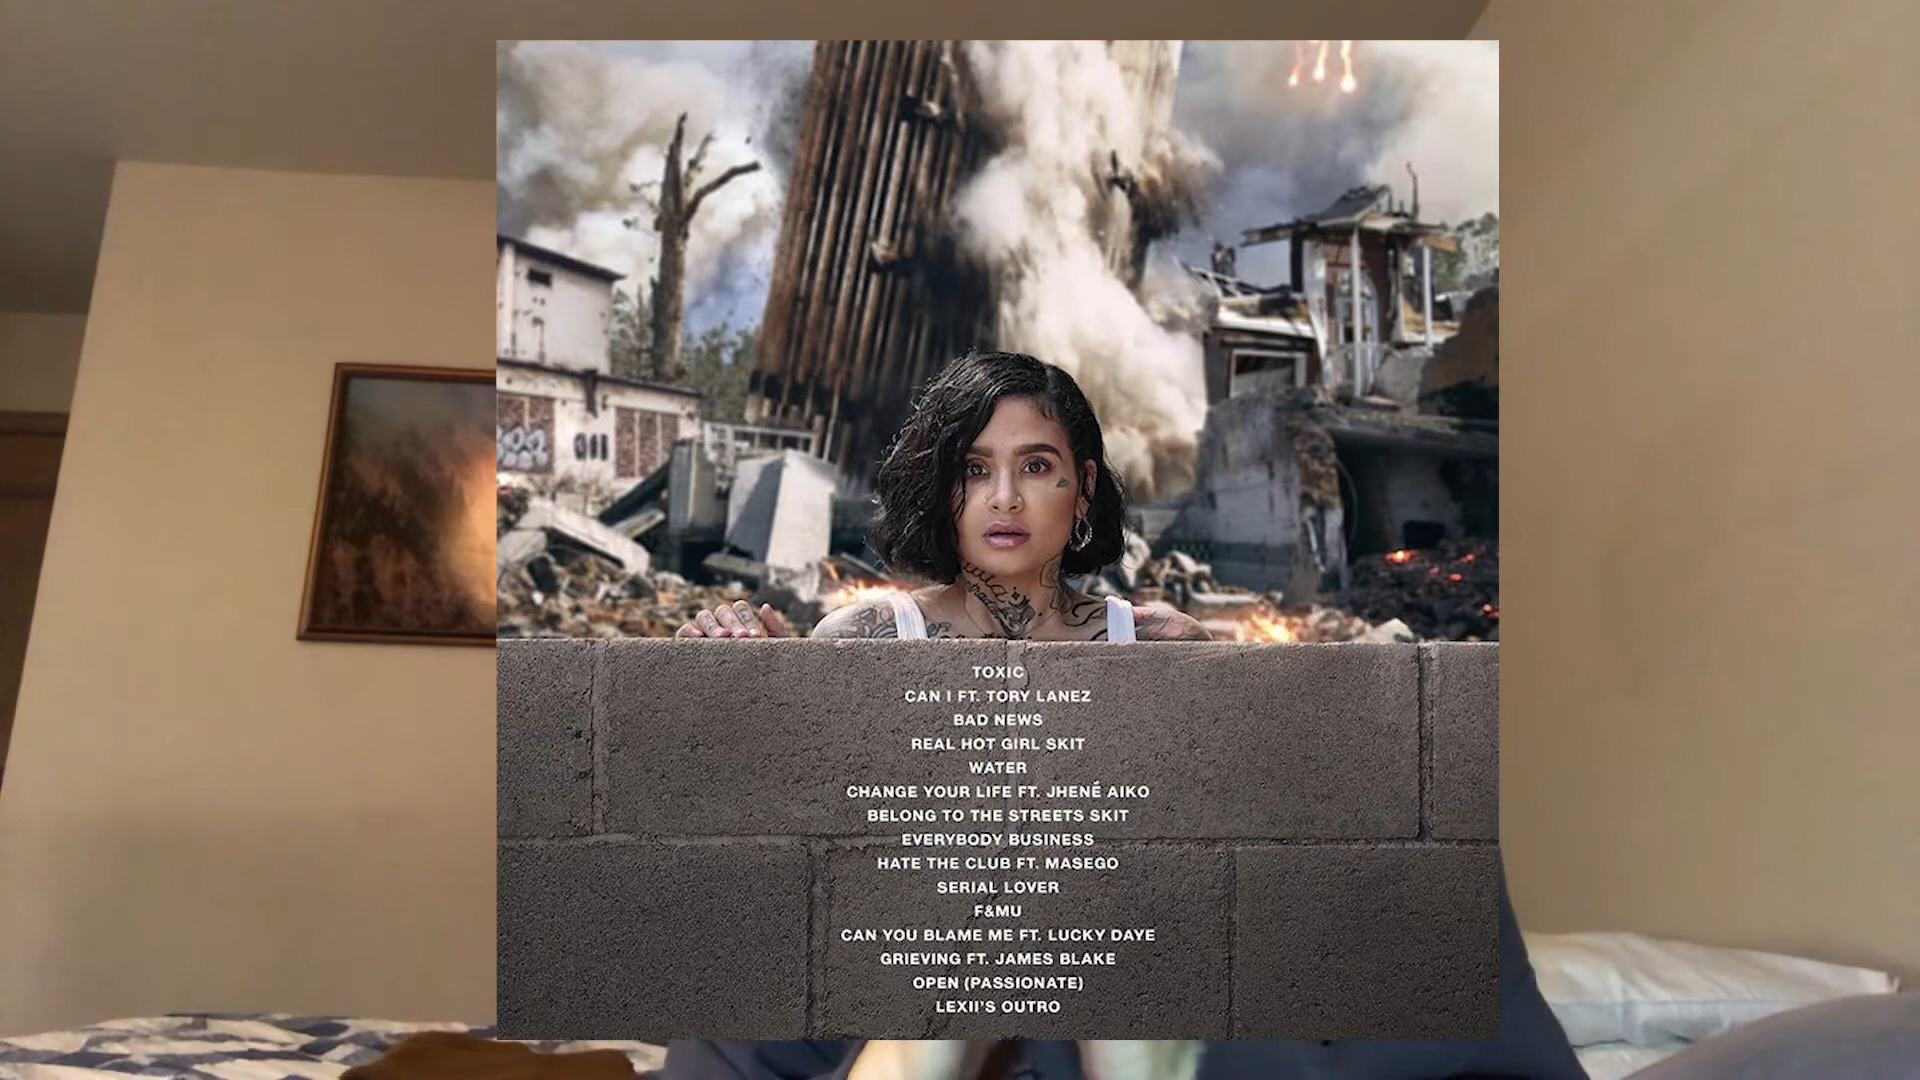 TOXIC
CAN I FT. TORY LANEZ
BAD NEWS
REAL HOT GIRL SKIT
WATER
CHANGE YOUR LIFE FT. JHENÉ AIKO
BELONG TO THE STREETS SKIT
EVERYBODY BUSINESS
HATE THE CLUB FT. MASEGO
SERIAL LOVER
F&MU
CAN YOU BLAME ME FT. LUCKY DAYE
GRIEVING FT. JAMES BLAKE
OPEN (PASSIONATE)
LEXII'S OUTRO